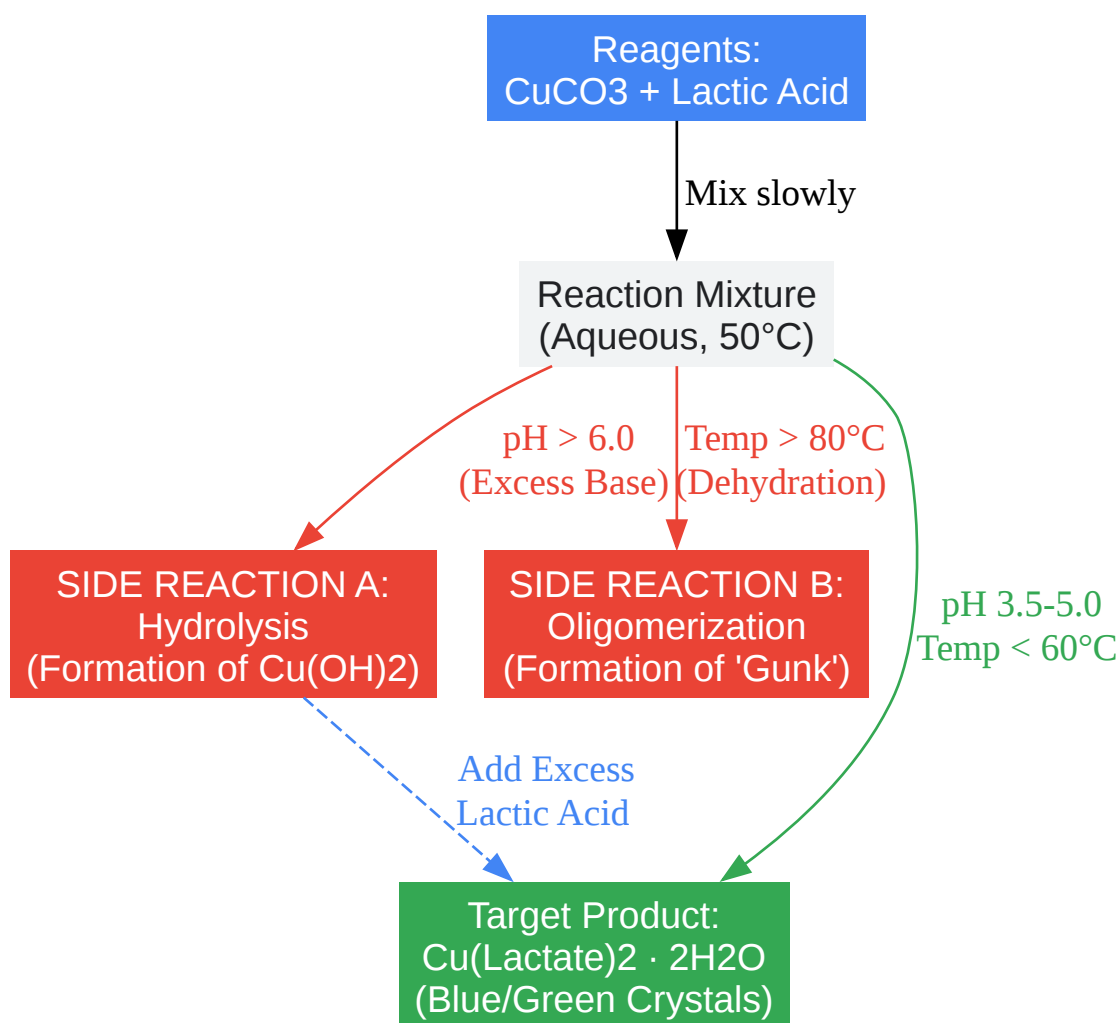 Reagents:
CuCO3 + Lactic Acid
Mix slowly
Reaction Mixture
(Aqueous, 50°C)
pH > 6.0
(Excess Base)
Temp > 80°C
(Dehydration)
SIDE REACTION A:
Hydrolysis
(Formation of Cu(OH)2)
SIDE REACTION B:
Oligomerization
(Formation of 'Gunk')
pH 3.5-5.0
Temp < 60°C
Add Excess
Lactic Acid
Target Product:
Cu(Lactate)2 · 2H2O
(Blue/Green Crystals)